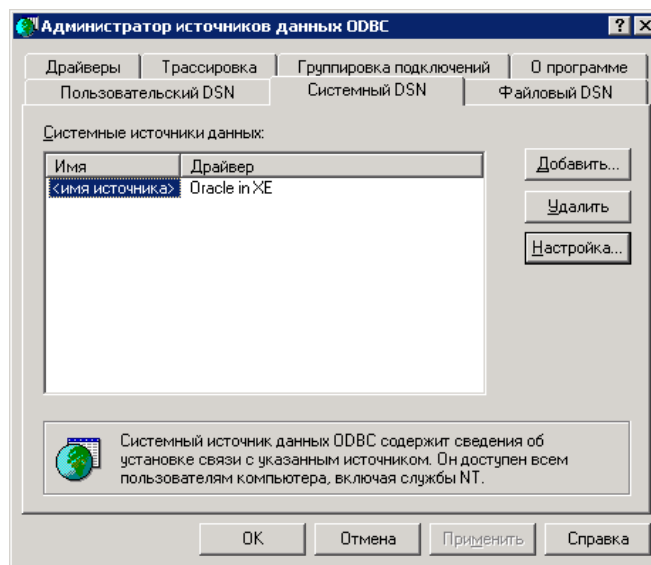 Администратор источников данных ODBC
Драйверы Трассировка Группировка подключений О программе
Пользовательский DSN Системный DSN Файловый DSN
Системные источники данных:
Имя Драйвер
<имя источника> Oracle in XE
Добавить...
Удалить
Настройка...
Системный источник данных ODBC содержит сведения об
установке связи с указанным источником. Он доступен всем
пользователям компьютера, включая службы NT.
OK Отмена Применить Справка